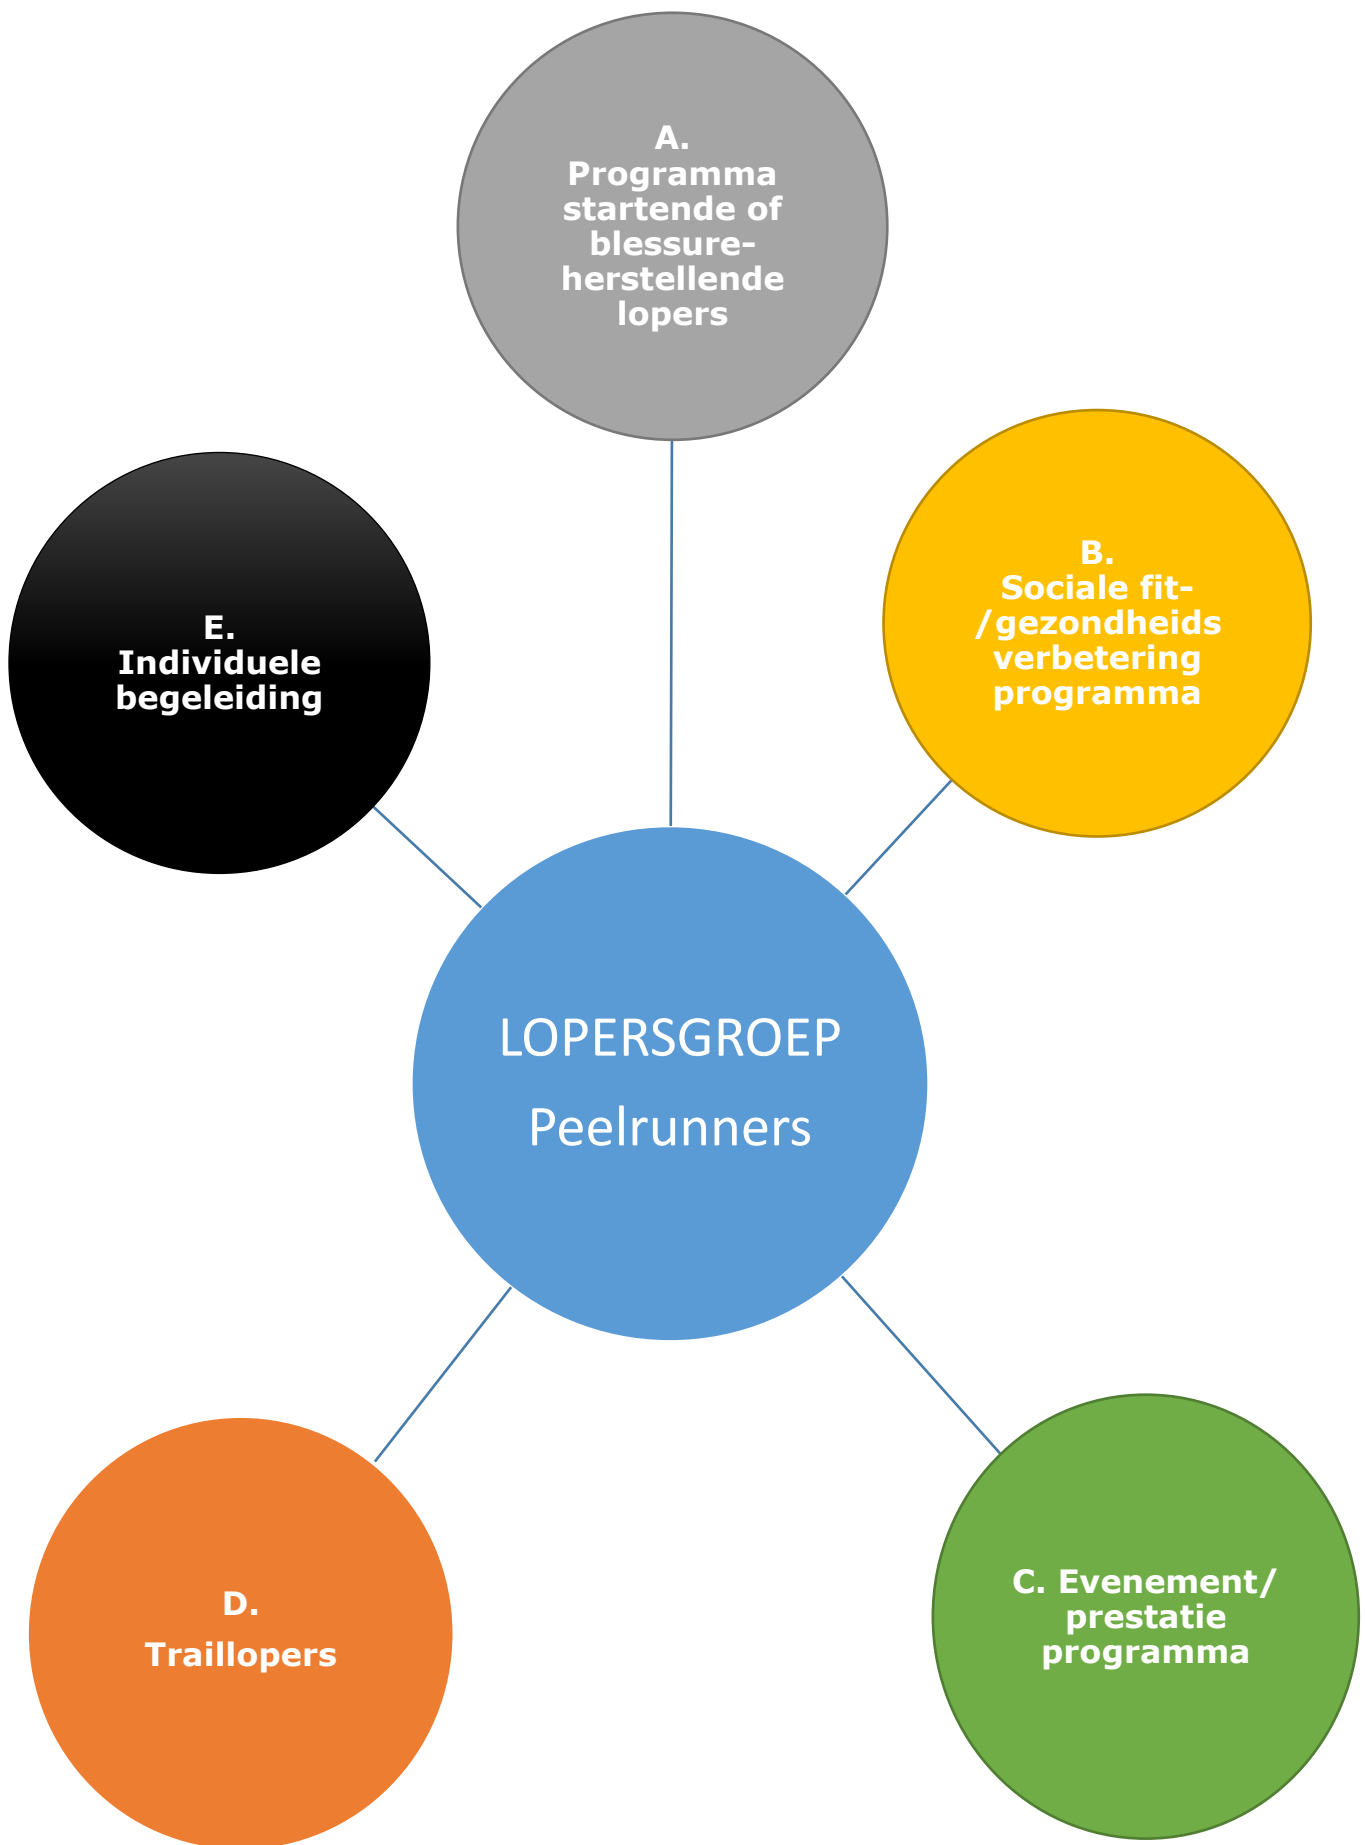 A.
Programma
startende of
blessure-
herstellende
lopers
B.
Sociale fit-
/gezondheids
verbetering
programma
E.
Individuele
begeleiding
LOPERSGROEP
Peelrunners
C. Evenement/
prestatie
programma
D.
Traillopers